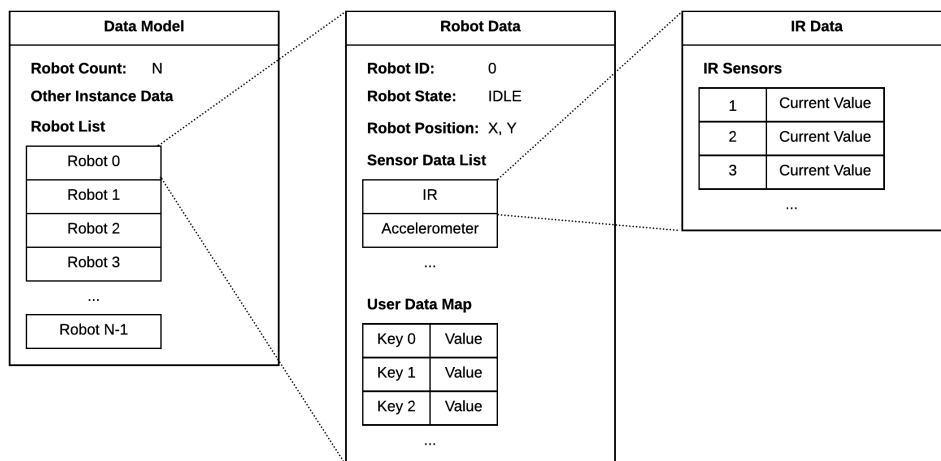 Data Model
Robot Count: N
Other Instance Data
Robot List
Robot 0
Robot 1
Robot 2
Robot 3
...
Robot N-1
Robot Data
Robot ID: 0
Robot State: IDLE
Robot Position: X, Y
Sensor Data List
IR
Accelerometer
...
User Data Map
Key 0 Value
Key 1 Value
Key 2 Value
...
IR Data
IR Sensors
1 Current Value
2 Current Value
3 Current Value
...